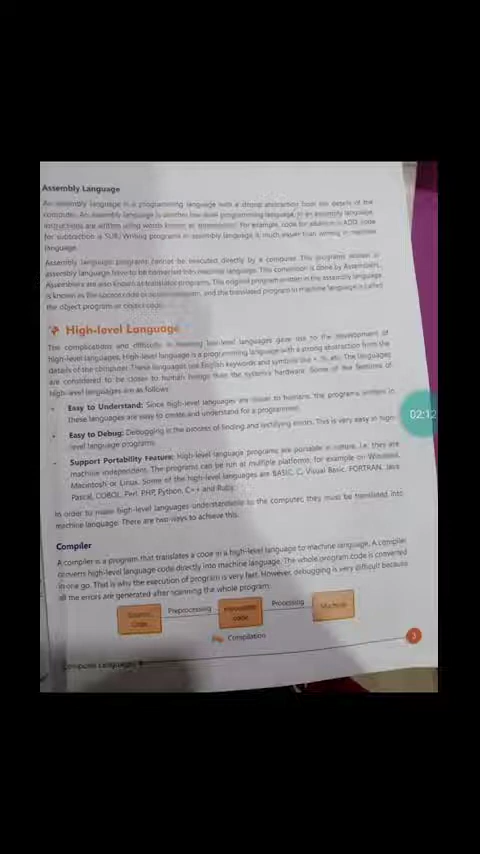 Assembly Language
An assembly language is a programming language with a strong abstraction from the details of the
computer. An assembly language is another low level programming language. In an assembly language,
instructions are written using words known as mnemonics. For example, code for addition is ADD, code
for subtraction is SUB. Writing programs in assembly language is much easier than writing in machine
language.
Assembly language programs cannot be executed directly by a computer. The programs written in
assembly language have to be converted into machine language. This conversion is done by Assemblers.
Assemblers are also known as translator programs. The original program written in the assembly language
is known as the source code or source program, and the translated program in machine language is called
the object program or object code.
High-level Language
The complications and difficulty in learning low-level languages gave rise to the development of
high-level languages. High-level language is a programming language with a strong abstraction from the
details of the computer. These languages use English keywords and symbols like +, %, etc. The languages
are considered to be closer to human beings than the system's hardware. Some of the features of
high-level languages are as follows:
• Easy to Understand: Since high-level languages are closer to humans, the programs written in
these languages are easy to create and understand for a programmer.
• Easy to Debug: Debugging is the process of finding and rectifying errors. This is very easy in high-
level language programs.
• Support Portability Feature: High-level language programs are portable in nature, i.e. they are
machine independent. The programs can be run at multiple platforms, for example on Windows,
Macintosh or Linux. Some of the high-level languages are BASIC, C, Visual Basic, FORTRAN, Java
Pascal, COBOL, Perl, PHP, Python, C++ and Ruby.
In order to make high-level languages understandable to the computer, they must be translated into
machine language. There are two ways to achieve this.
Compiler
A compiler is a program that translates a code in a high-level language to machine language. A compiler
converts high-level language code directly into machine language. The whole program code is converted
in one go. That is why the execution of program is very fast. However, debugging is very difficult because
all the errors are generated after scanning the whole program.
Source Code Preprocessing code Processing Machine
Compilation
Computer Languages
3
02:12